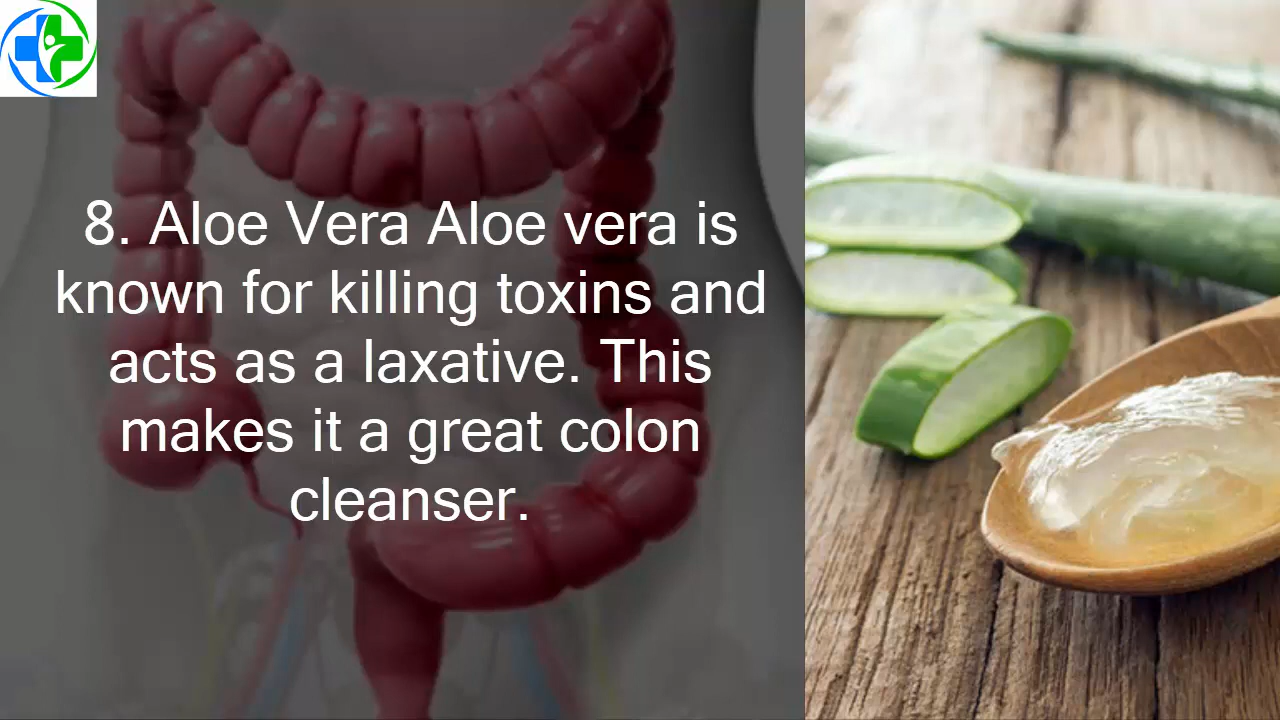 8. Aloe Vera Aloe vera is
known for killing toxins and
acts as a laxative. This
makes it a great colon
cleanser.